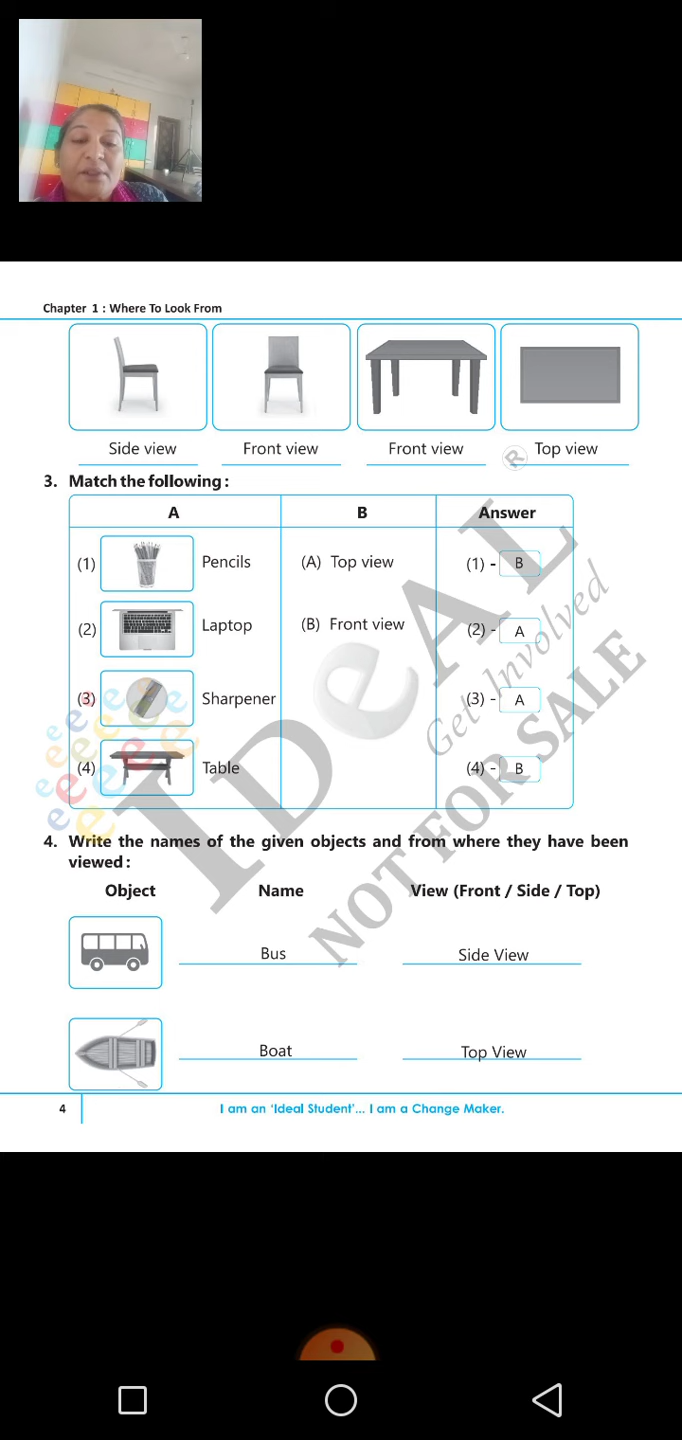 Chapter 1 : Where To Look From
Side view Front view Front view Top view
3. Match the following :
A B Answer
(1) Pencils (A) Top view (1) - B
(2) Laptop (B) Front view (2) - A
(3) Sharpener (3) - A
(4) Table (4) - B
IDeAL
Get Involved
NOT FOR SALE
R
4. Write the names of the given objects and from where they have been
viewed :
Object Name View (Front / Side / Top)
Bus Side View
Boat Top View
4 I am an ‘Ideal Student’... I am a Change Maker.